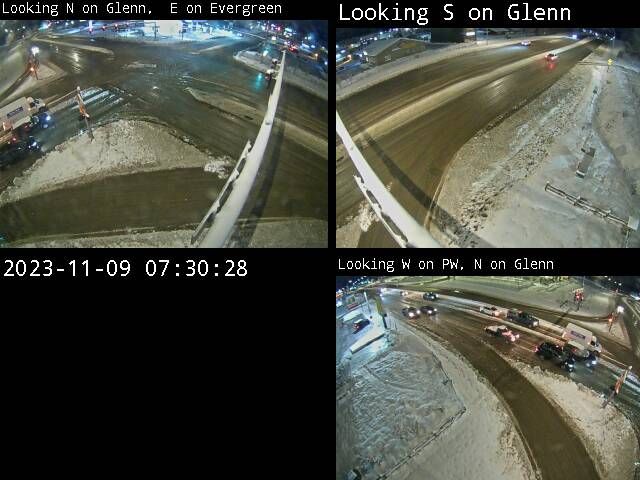 Looking N on Glenn,  E on Evergreen
Looking S on Glenn
2023-11-09 07:30:28
Looking W on PW, N on Glenn